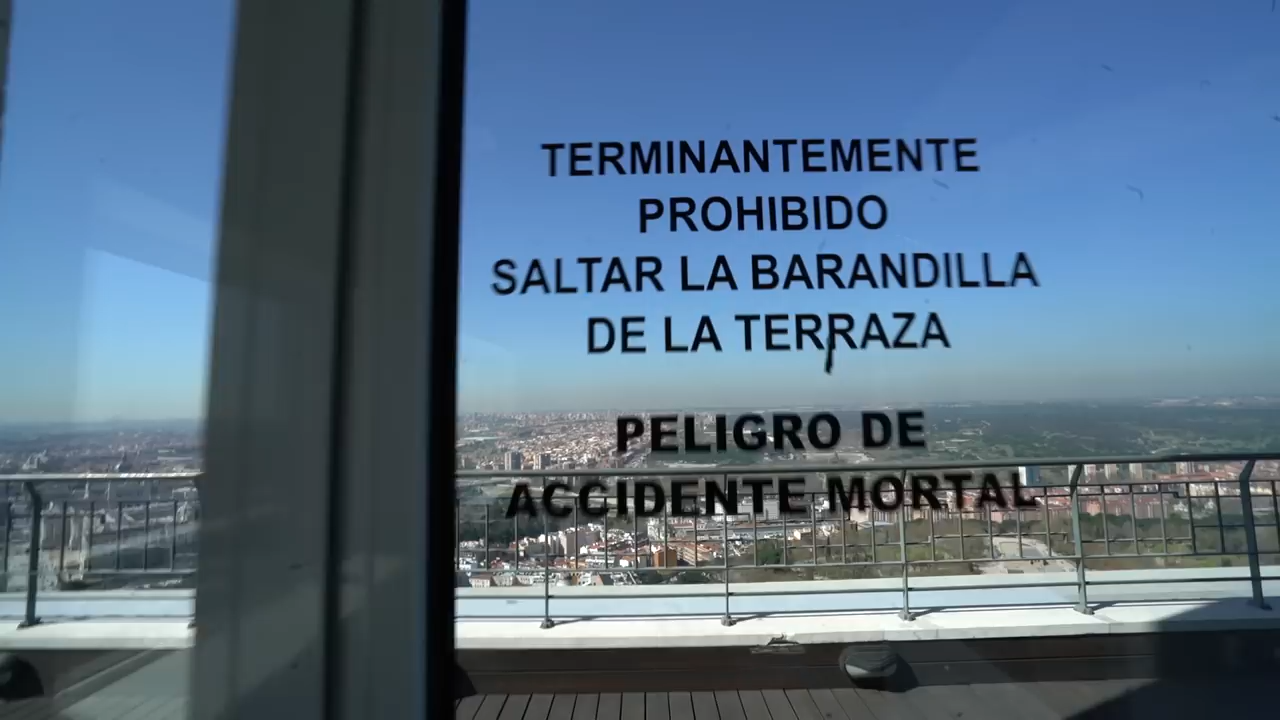 TERMINANTEMENTE
PROHIBIDO
SALTAR LA BARANDILLA
DE LA TERRAZA
PELIGRO DE
ACCIDENTE MORTAL